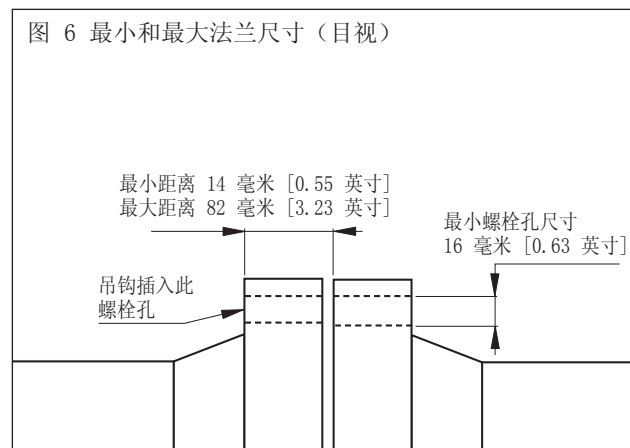 图 6 最小和最大法兰尺寸（目视）
最小距离 14 毫米 [0.55 英寸]
最大距离 82 毫米 [3.23 英寸]
最小螺栓孔尺寸
16 毫米 [0.63 英寸]
吊钩插入此
螺栓孔